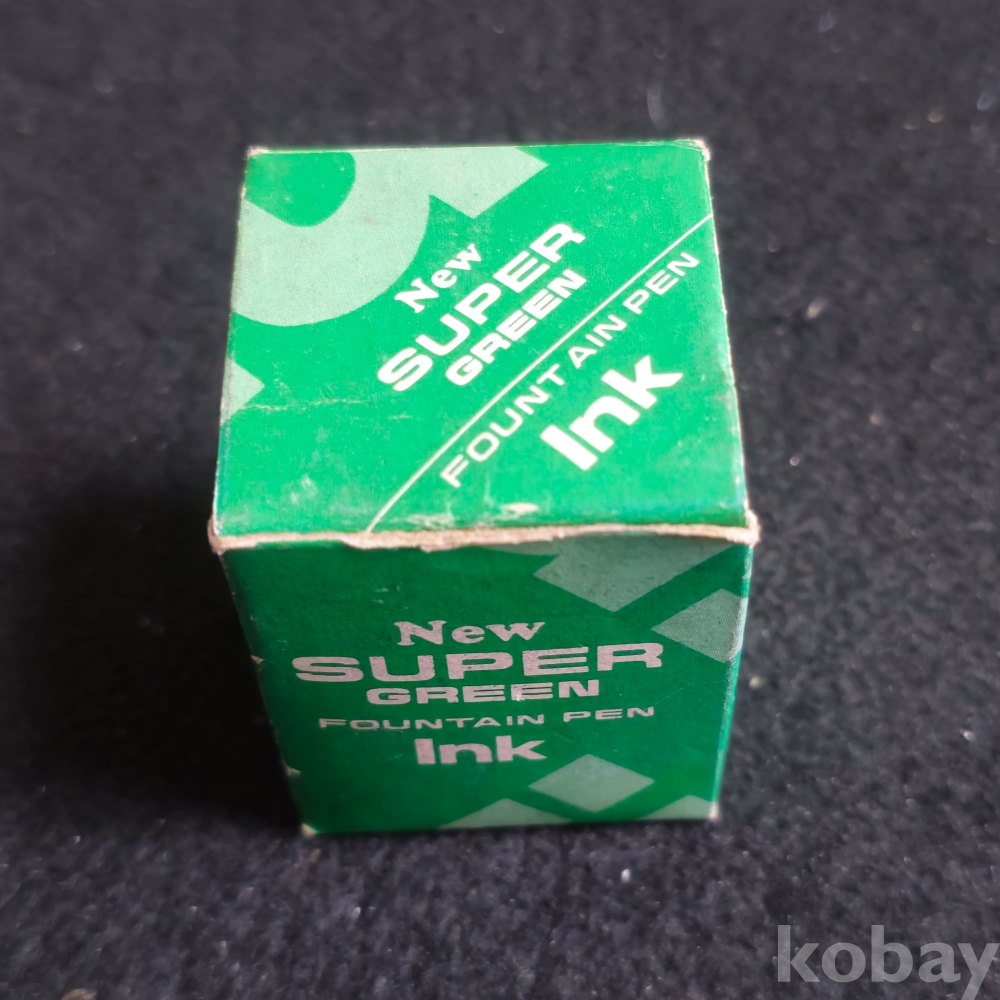 New
SUPER
GREEN
FOUNTAIN PEN
Ink
New
SUPER
GREEN
FOUNTAIN PEN
Ink
kobay